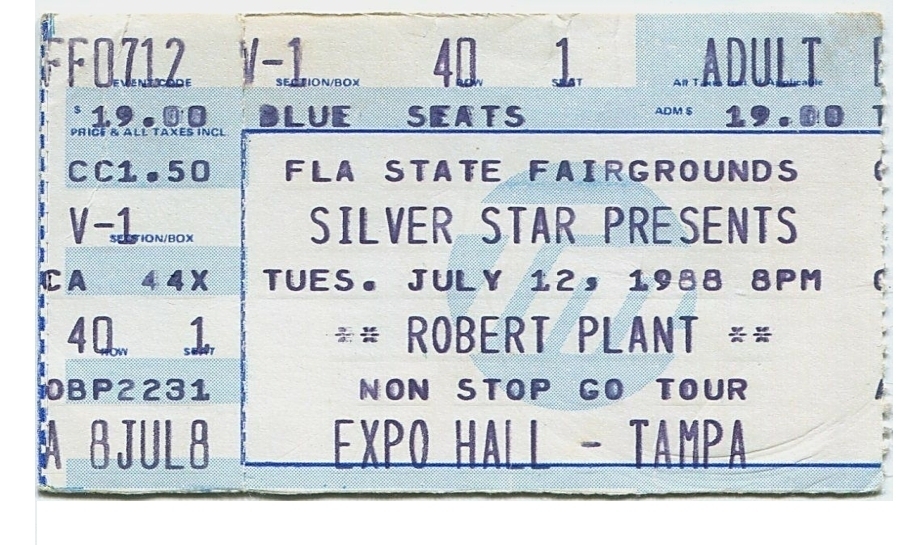 FF0712 V-1 40 1 ADULT
EVENT CODE SECTION/BOX ROW SEAT
$ 19.00 BLUE SEATS ADM $ 19.00
PRICE & ALL TAXES INCL
CC1.50 FLA STATE FAIRGROUNDS
V-1 SILVER STAR PRESENTS
SECTION/BOX
CA 44X TUES. JULY 12, 1988 8PM
40 1 ** ROBERT PLANT **
ROW SEAT
OBP2231 NON STOP GO TOUR
A 8JUL8 EXPO HALL - TAMPA